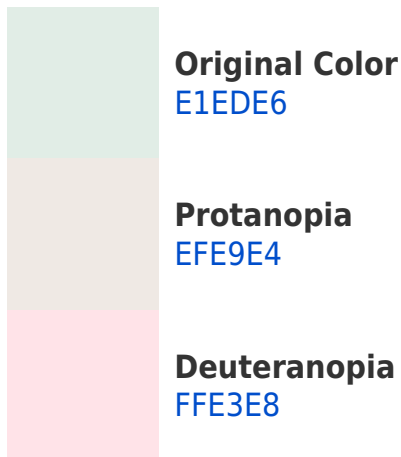 Original Color
E1EDE6
Protanopia
EFE9E4
Deuteranopia
FFE3E8